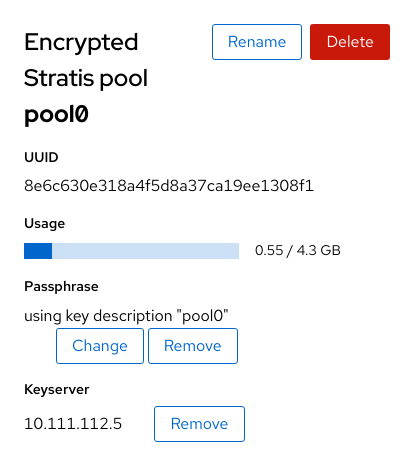 Encrypted
Stratis pool
pool0
Rename
Delete
UUID
8e6c630e318a4f5d8a37ca19ee1308f1
Usage
0.55 / 4.3 GB
Passphrase
using key description "pool0"
Change
Remove
Keyserver
10.111.112.5
Remove